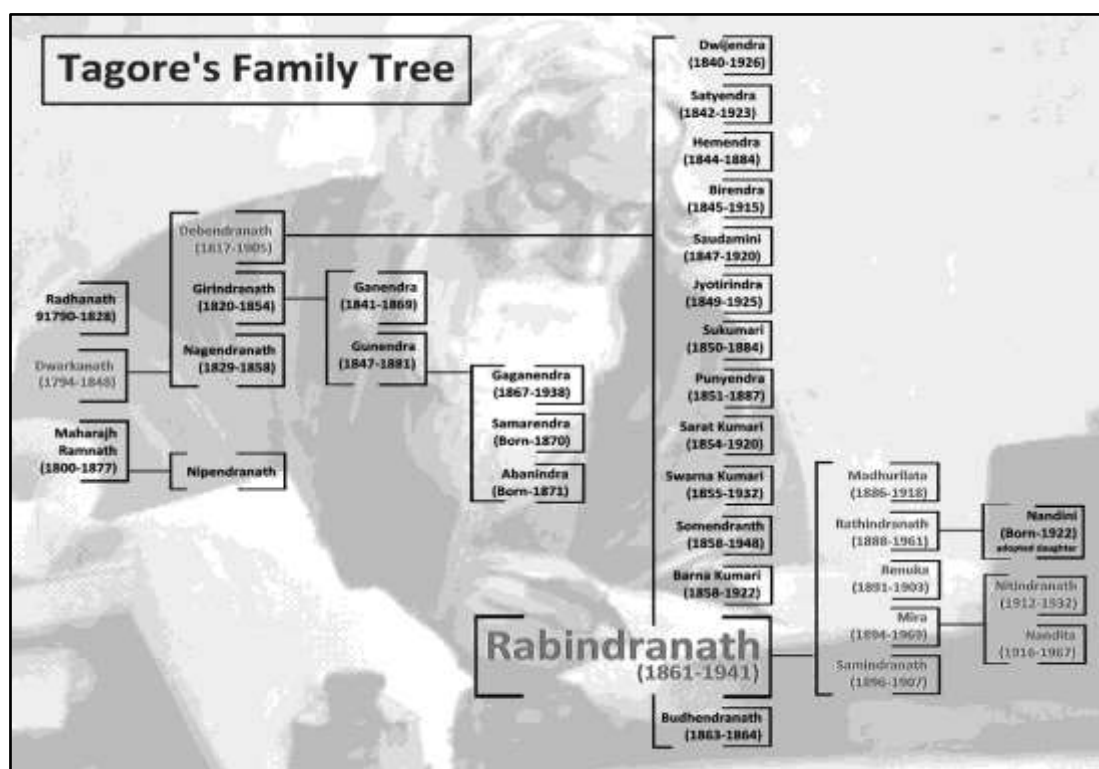 Tagore's Family Tree
Radhanath
91790-1828)
Dwarkanath
(1794-1848)
Maharajh
Ramnath
(1800-1877)
Debendranath
(1817-1905)
Girindranath
(1820-1854)
Nagendranath
(1829-1858)
Nipendranath
Ganendra
(1841-1869)
Gunendra
(1847-1881)
Gaganendra
(1867-1938)
Samarendra
(Born-1870)
Abanindra
(Born-1871)
Dwijendra
(1840-1926)
Satyendra
(1842-1923)
Hemendra
(1844-1884)
Birendra
(1845-1915)
Saudamini
(1847-1920)
Jyotirindra
(1849-1925)
Sukumari
(1850-1884)
Punyendra
(1851-1887)
Sarat Kumari
(1854-1920)
Swarna Kumari
(1855-1932)
Somendranth
(1858-1948)
Barna Kumari
(1858-1922)
Rabindranath
(1861-1941)
Budhendranath
(1863-1864)
Madhurilata
(1886-1918)
Rathindranath
(1888-1961)
Renuka
(1891-1903)
Mira
(1894-1969)
Samindranath
(1896-1907)
Nandini
(Born-1922)
adopted daughter
Nitindranath
(1912-1932)
Nandita
(1916-1967)